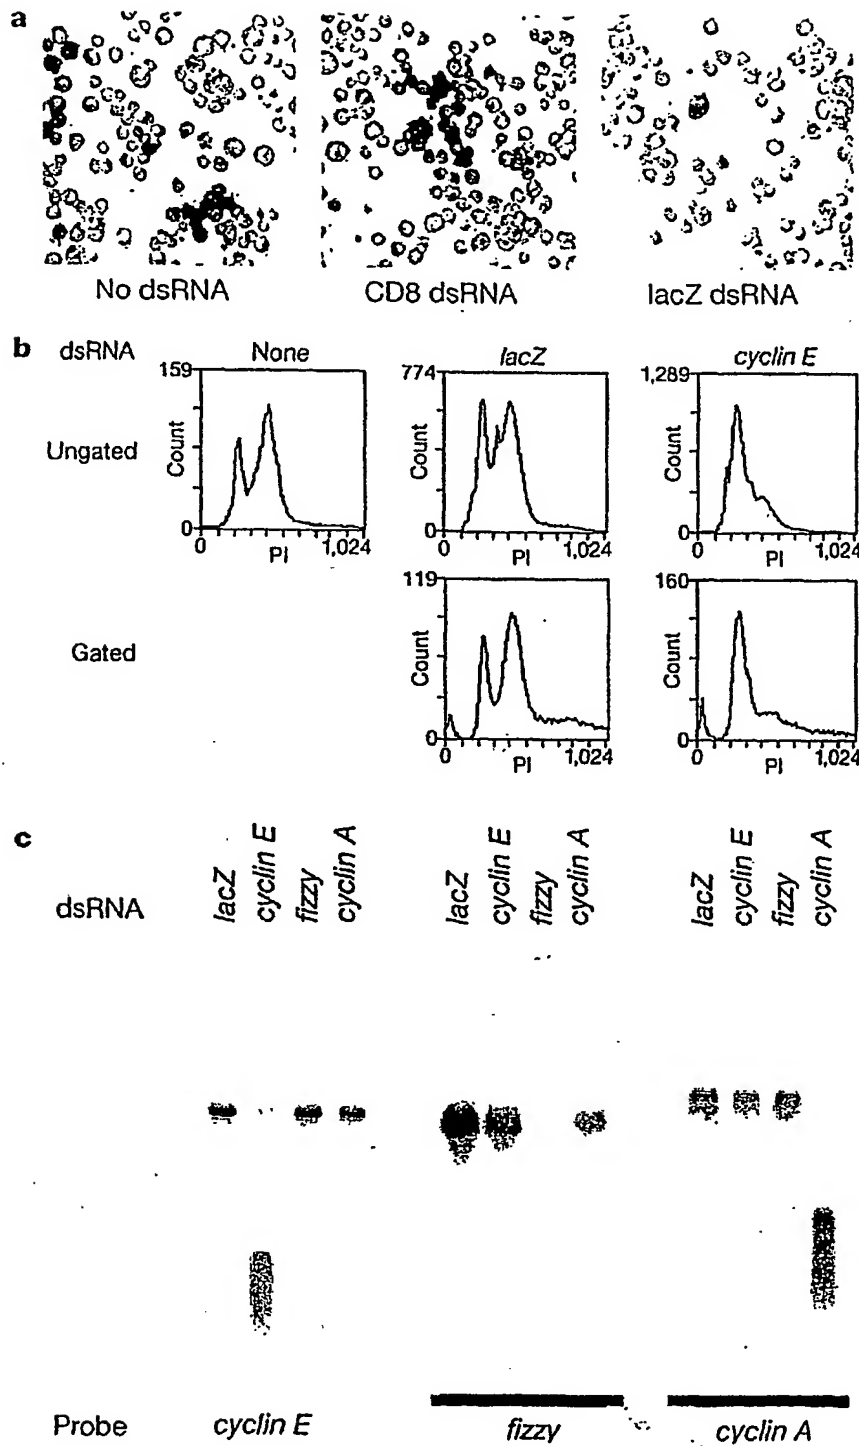 a
No dsRNA CD8 dsRNA lacZ dsRNA
b
dsRNA None lacZ cyclin E
159 774 1,289
Ungated Count Count Count
0 0 0
0 1,024 0 1,024 0 1,024
PI PI PI
119 160
Gated Count Count
0 0
0 1,024 0 1,024
PI PI
c
dsRNA lacZ cyclin E fizzy cyclin A lacZ cyclin E fizzy cyclin A lacZ cyclin E fizzy cyclin A
Probe cyclin E fizzy cyclin A